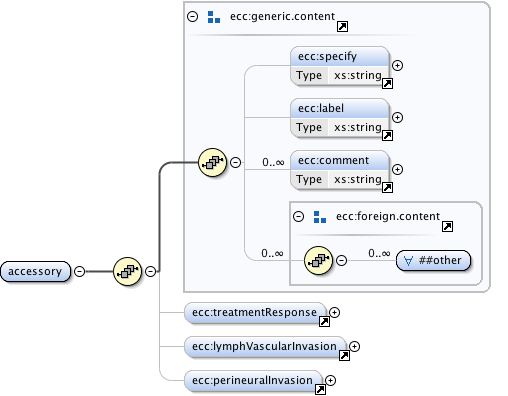 ecc:generic.content
ecc:specify
Type xs:string
ecc:label
Type xs:string
0..∞ ecc:comment
Type xs:string
ecc:foreign.content
0..∞ 0..∞ ∀ ##other
accessory
ecc:treatmentResponse
ecc:lymphVascularInvasion
ecc:perineuralInvasion